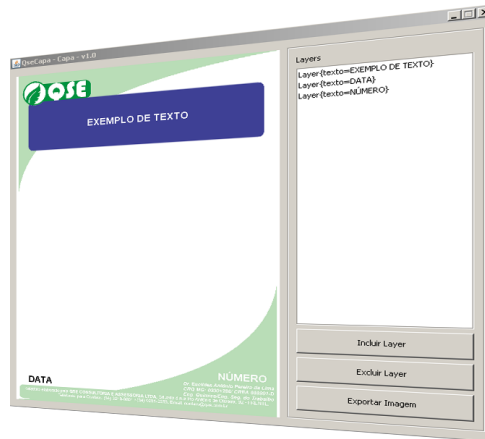 QseCapa - Capa - v1.0
QSE
EXEMPLO DE TEXTO
DATA
NÚMERO
Layers
Layer{texto=EXEMPLO DE TEXTO}
Layer{texto=DATA}
Layer{texto=NÚMERO}
Incluir Layer
Excluir Layer
Exportar Imagem